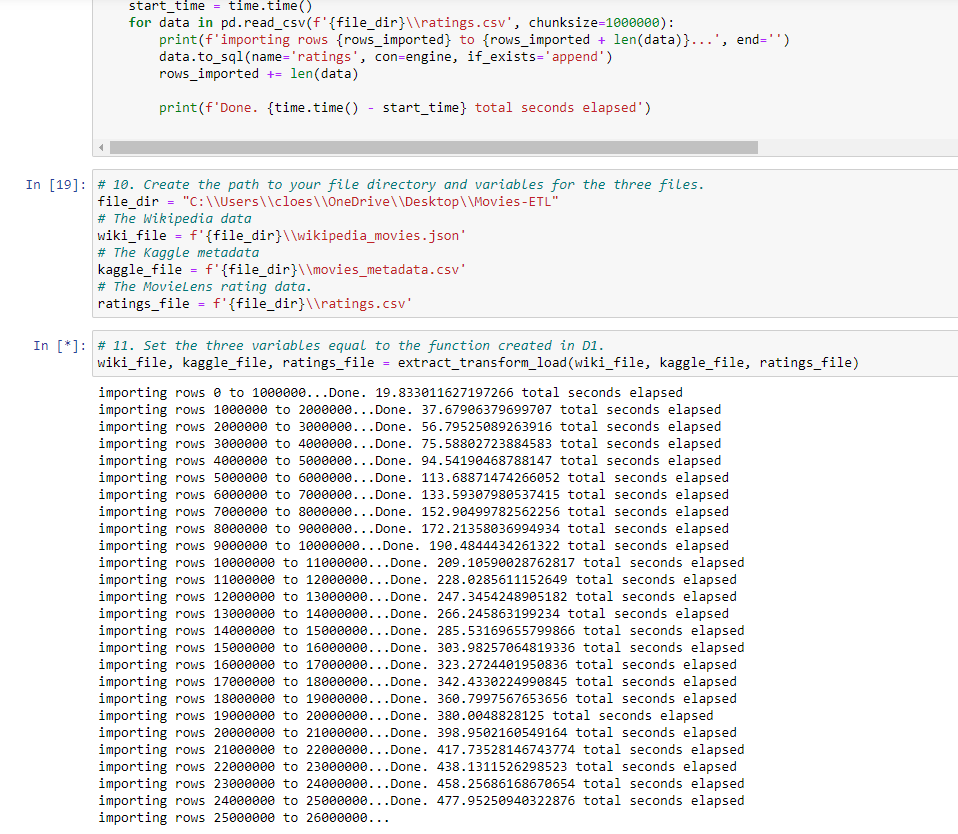 start_time = time.time()
for data in pd.read_csv(f'{file_dir}\\ratings.csv', chunksize=1000000):
print(f'importing rows {rows_imported} to {rows_imported + len(data)}...', end='')
data.to_sql(name='ratings', con=engine, if_exists='append')
rows_imported += len(data)
print(f'Done. {time.time() - start_time} total seconds elapsed')
In [19]: # 10. Create the path to your file directory and variables for the three files.
file_dir = "C:\\Users\\cloes\\OneDrive\\Desktop\\Movies-ETL"
# The Wikipedia data
wiki_file = f'{file_dir}\\wikipedia_movies.json'
# The Kaggle metadata
kaggle_file = f'{file_dir}\\movies_metadata.csv'
# The MovieLens rating data.
ratings_file = f'{file_dir}\\ratings.csv'
In [*]: # 11. Set the three variables equal to the function created in D1.
wiki_file, kaggle_file, ratings_file = extract_transform_load(wiki_file, kaggle_file, ratings_file)
importing rows 0 to 1000000...Done. 19.833011627197266 total seconds elapsed
importing rows 1000000 to 2000000...Done. 37.67906379699707 total seconds elapsed
importing rows 2000000 to 3000000...Done. 56.79525089263916 total seconds elapsed
importing rows 3000000 to 4000000...Done. 75.58802723884583 total seconds elapsed
importing rows 4000000 to 5000000...Done. 94.54190468788147 total seconds elapsed
importing rows 5000000 to 6000000...Done. 113.68871474266052 total seconds elapsed
importing rows 6000000 to 7000000...Done. 133.59307980537415 total seconds elapsed
importing rows 7000000 to 8000000...Done. 152.90499782562256 total seconds elapsed
importing rows 8000000 to 9000000...Done. 172.21358036994934 total seconds elapsed
importing rows 9000000 to 10000000...Done. 190.4844434261322 total seconds elapsed
importing rows 10000000 to 11000000...Done. 209.10590028762817 total seconds elapsed
importing rows 11000000 to 12000000...Done. 228.0285611152649 total seconds elapsed
importing rows 12000000 to 13000000...Done. 247.3454248905182 total seconds elapsed
importing rows 13000000 to 14000000...Done. 266.245863199234 total seconds elapsed
importing rows 14000000 to 15000000...Done. 285.53169655799866 total seconds elapsed
importing rows 15000000 to 16000000...Done. 303.98257064819336 total seconds elapsed
importing rows 16000000 to 17000000...Done. 323.2724401950836 total seconds elapsed
importing rows 17000000 to 18000000...Done. 342.4330224990845 total seconds elapsed
importing rows 18000000 to 19000000...Done. 360.7997567653656 total seconds elapsed
importing rows 19000000 to 20000000...Done. 380.0048828125 total seconds elapsed
importing rows 20000000 to 21000000...Done. 398.9502160549164 total seconds elapsed
importing rows 21000000 to 22000000...Done. 417.73528146743774 total seconds elapsed
importing rows 22000000 to 23000000...Done. 438.1311526298523 total seconds elapsed
importing rows 23000000 to 24000000...Done. 458.25686168670654 total seconds elapsed
importing rows 24000000 to 25000000...Done. 477.95250940322876 total seconds elapsed
importing rows 25000000 to 26000000...